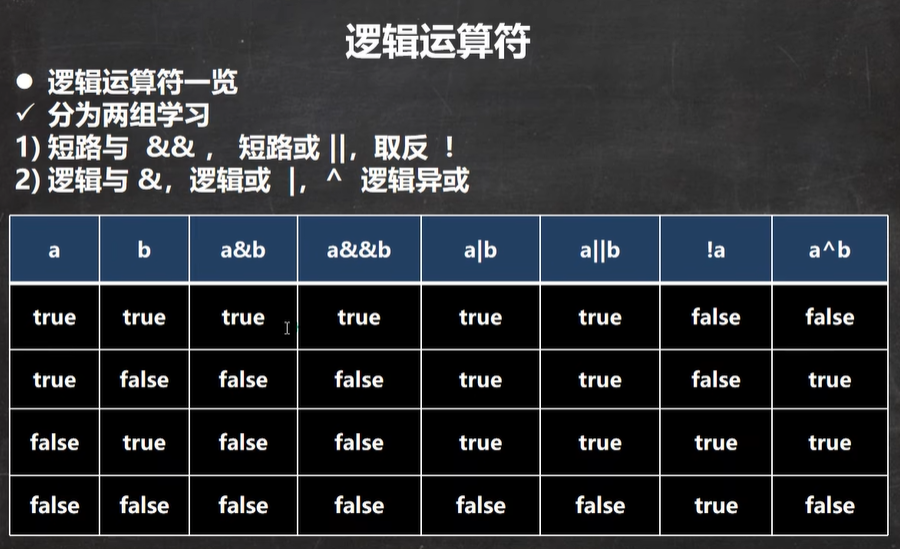 逻辑运算符
● 逻辑运算符一览
✓ 分为两组学习
1) 短路与 && ， 短路或 ||，取反 ！
2) 逻辑与 &，逻辑或 |，^ 逻辑异或
a b a&b a&&b a|b a||b !a a^b
true true true true true true false false
true false false false true true false true
false true false false true true true true
false false false false false false true false